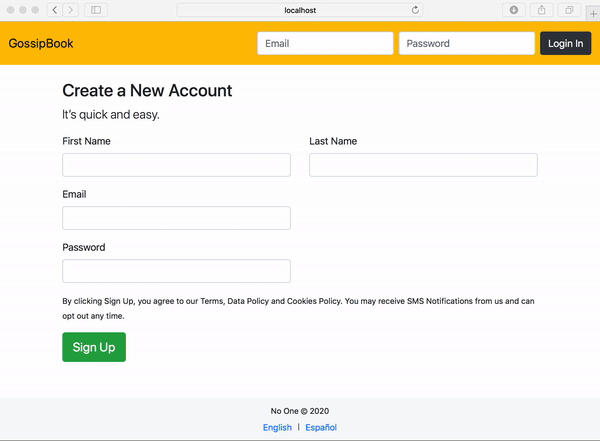 localhost
GossipBook
Email
Password
Login In
Create a New Account
It's quick and easy.
First Name
Last Name
Email
Password
By clicking Sign Up, you agree to our Terms, Data Policy and Cookies Policy. You may receive SMS Notifications from us and can
opt out any time.
Sign Up
No One © 2020
English | Español